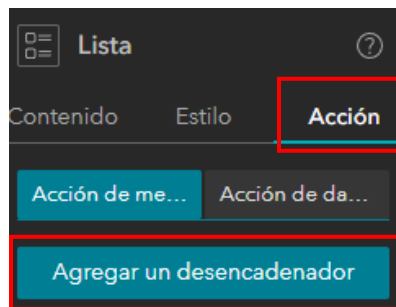 Lista ?
Contenido Estilo Acción
Acción de me... Acción de da...
Agregar un desencadenador